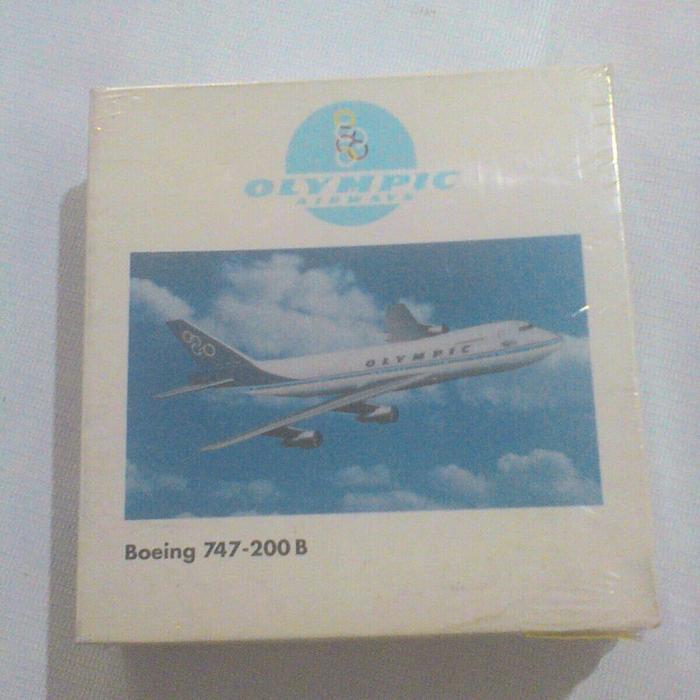 OLYMPIC
AIRWAYS
OLYMPIC
Boeing 747-200 B